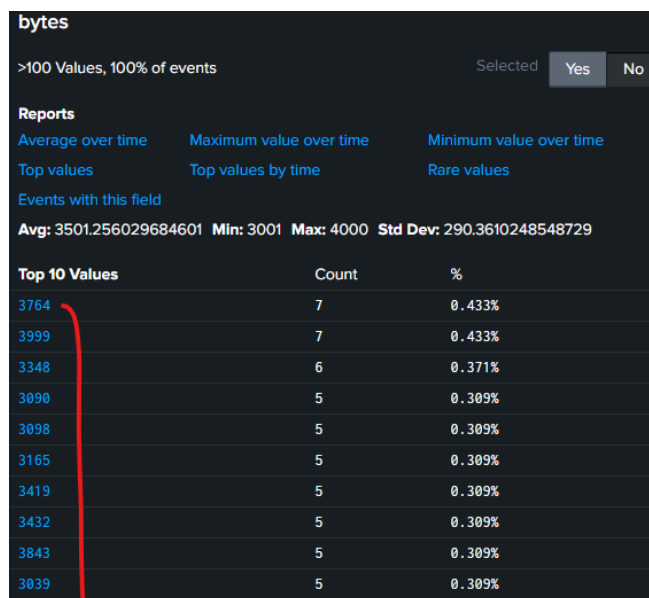 bytes
>100 Values, 100% of events Selected Yes No
Reports
Average over time Maximum value over time Minimum value over time
Top values Top values by time Rare values
Events with this field
Avg: 3501.256029684601 Min: 3001 Max: 4000 Std Dev: 290.3610248548729
Top 10 Values Count %
3764 7 0.433%
3999 7 0.433%
3348 6 0.371%
3090 5 0.309%
3098 5 0.309%
3165 5 0.309%
3419 5 0.309%
3432 5 0.309%
3843 5 0.309%
3039 5 0.309%